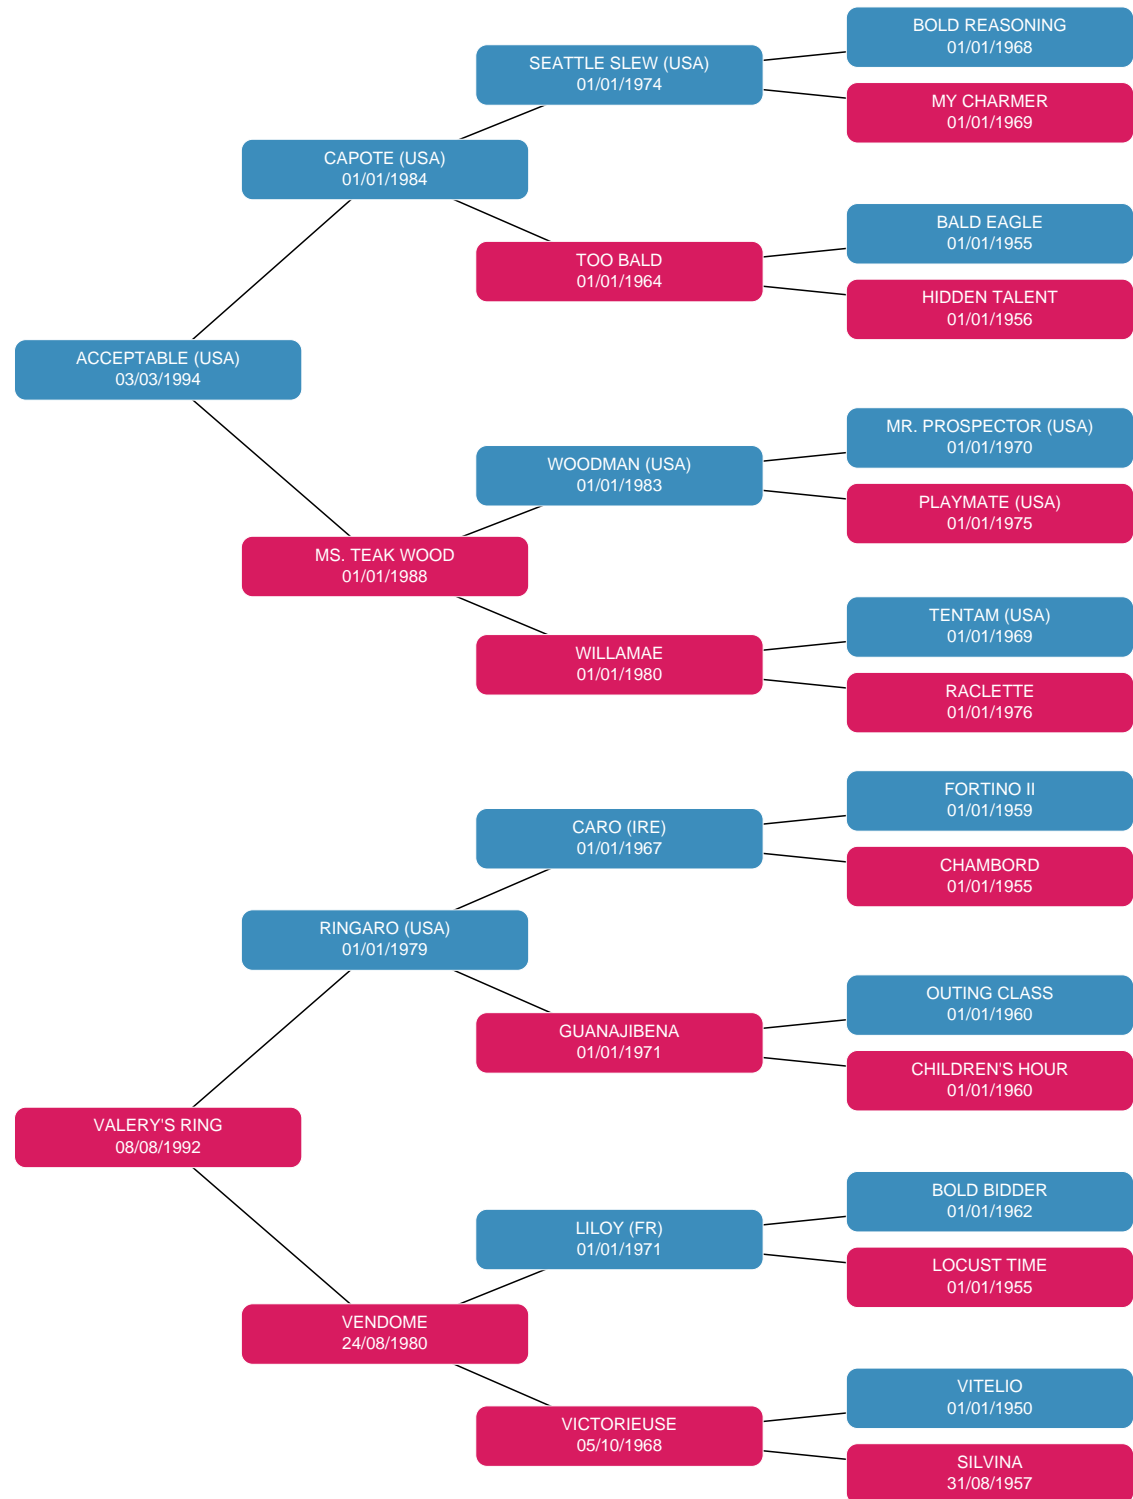 BOLD REASONING
01/01/1968
SEATTLE SLEW (USA)
01/01/1974
MY CHARMER
01/01/1969
CAPOTE (USA)
01/01/1984
BALD EAGLE
01/01/1955
TOO BALD
01/01/1964
HIDDEN TALENT
01/01/1956
ACCEPTABLE (USA)
03/03/1994
MR. PROSPECTOR (USA)
01/01/1970
WOODMAN (USA)
01/01/1983
PLAYMATE (USA)
01/01/1975
MS. TEAK WOOD
01/01/1988
TENTAM (USA)
01/01/1969
WILLAMAE
01/01/1980
RACLETTE
01/01/1976
FORTINO II
01/01/1959
CARO (IRE)
01/01/1967
CHAMBORD
01/01/1955
RINGARO (USA)
01/01/1979
OUTING CLASS
01/01/1960
GUANAJIBENA
01/01/1971
CHILDREN'S HOUR
01/01/1960
VALERY'S RING
08/08/1992
BOLD BIDDER
01/01/1962
LILOY (FR)
01/01/1971
LOCUST TIME
01/01/1955
VENDOME
24/08/1980
VITELIO
01/01/1950
VICTORIEUSE
05/10/1968
SILVINA
31/08/1957